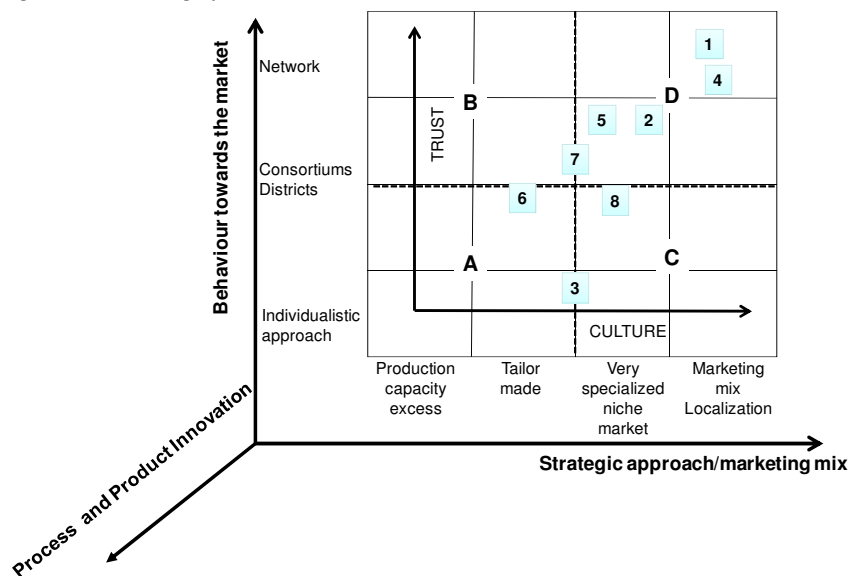 Behaviour towards the market
Network
Consortiums
Districts
Individualistic
approach
TRUST
CULTURE
1
4
B
D
5
2
7
6
8
A
C
3
Production
capacity
excess
Tailor
made
Very
specialized
niche
market
Marketing
mix
Localization
Strategic approach/marketing mix
Process and Product Innovation